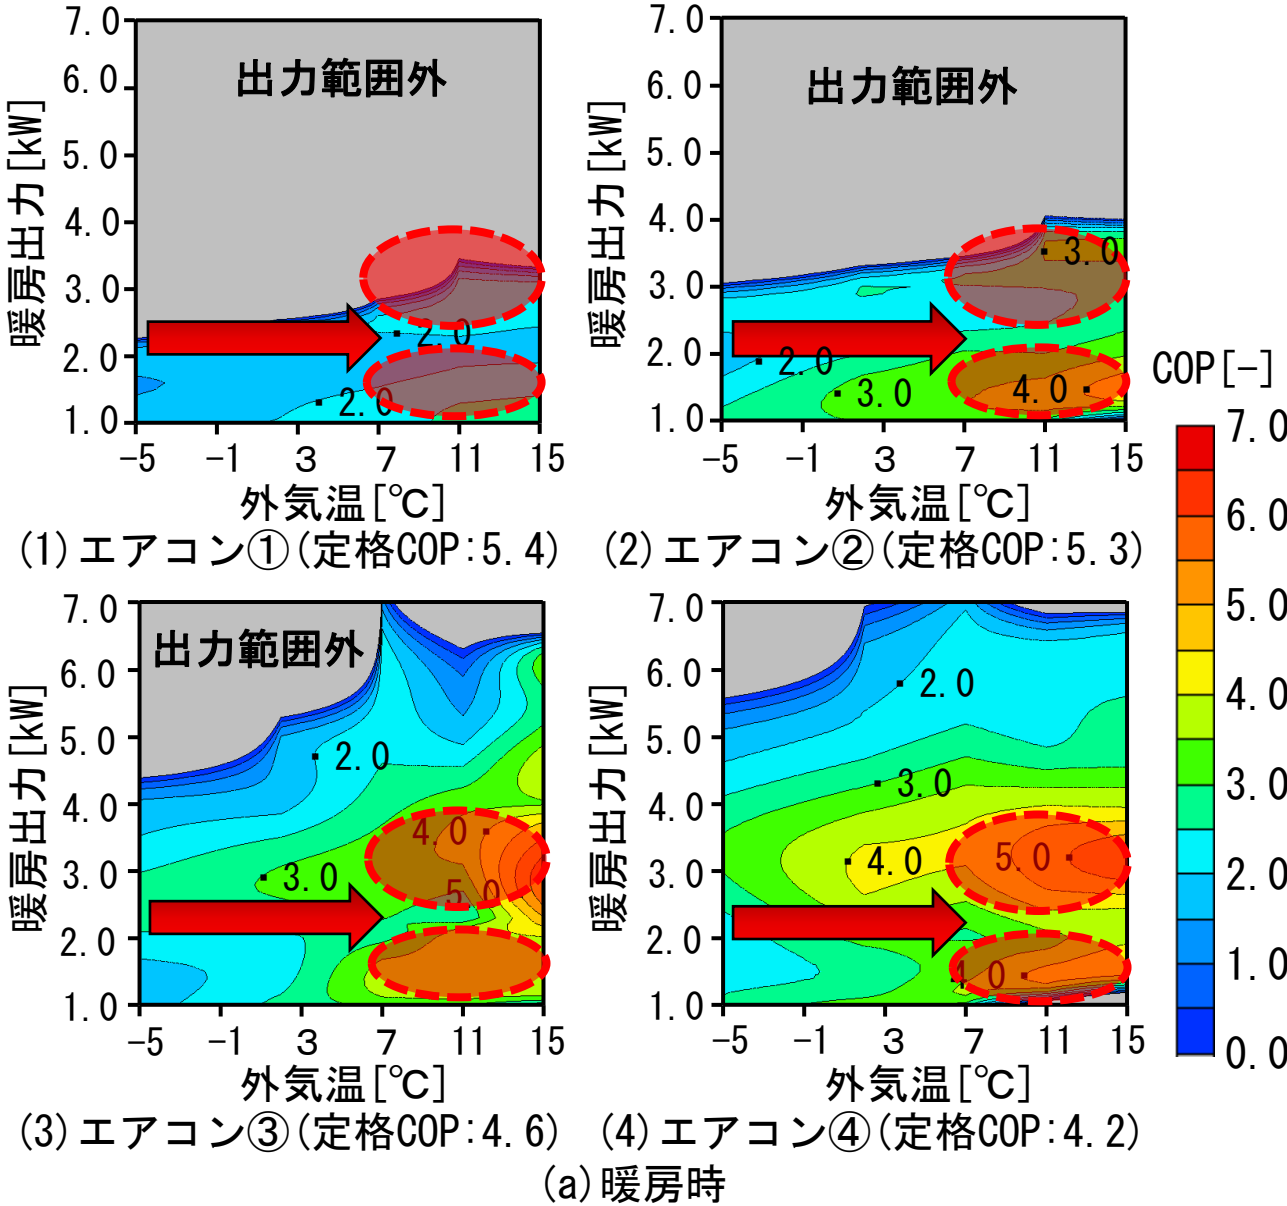 7.0
6.0
5.0
4.0
3.0
2.0
1.0
暖房出力[kW]
出力範囲外
2.0
2.0
-5 -1 3 7 11 15
外気温[℃]
(1)エアコン①(定格COP:5.4)
7.0
6.0
5.0
4.0
3.0
2.0
1.0
暖房出力[kW]
出力範囲外
3.0
2.0
3.0
4.0
-5 -1 3 7 11 15
外気温[℃]
(2)エアコン②(定格COP:5.3)
7.0
6.0
5.0
4.0
3.0
2.0
1.0
暖房出力[kW]
出力範囲外
2.0
4.0
3.0
5.0
-5 -1 3 7 11 15
外気温[℃]
(3)エアコン③(定格COP:4.6)
7.0
6.0
5.0
4.0
3.0
2.0
1.0
暖房出力[kW]
2.0
3.0
4.0
5.0
4.0
-5 -1 3 7 11 15
外気温[℃]
(4)エアコン④(定格COP:4.2)
COP[-]
7.0
6.0
5.0
4.0
3.0
2.0
1.0
0.0
(a)暖房時